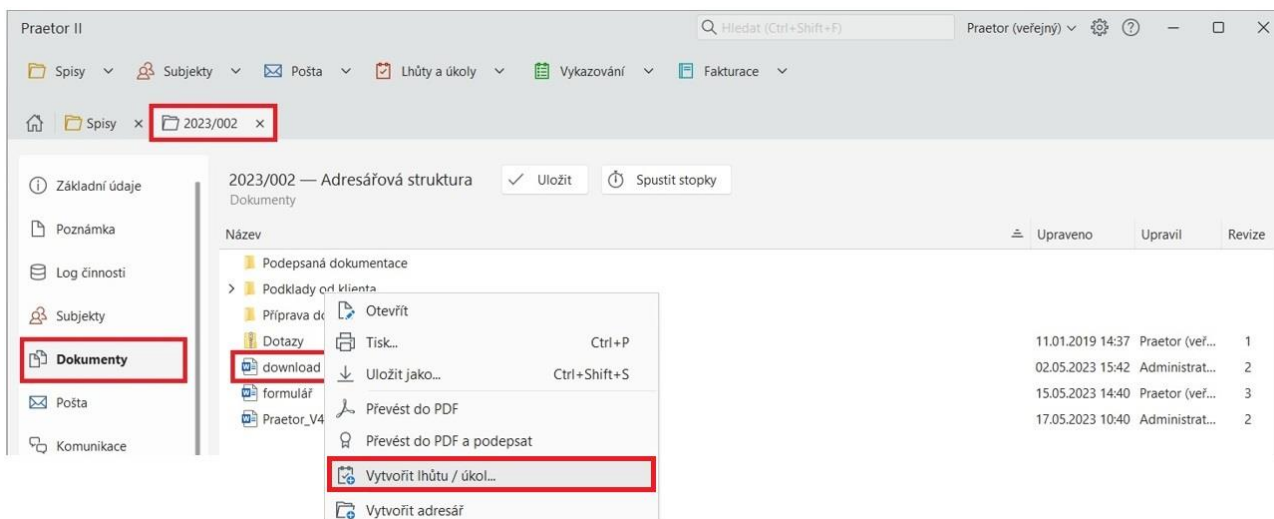 Praetor II Hledat (Ctrl+Shift+F) Praetor (veřejný)
Spisy Subjekty Pošta Lhůty a úkoly Vykazování Fakturace
Spisy × 2023/002 ×
Základní údaje
Poznámka
Log činnosti
Subjekty
Dokumenty
Pošta
Komunikace
2023/002 — Adresářová struktura Uložit Spustit stopky
Dokumenty
Název Upraveno Upravil Revize
Podepsaná dokumentace
Podklady od klienta
Příprava do
Dotazy 11.01.2019 14:37 Praetor (veř... 1
download 02.05.2023 15:42 Administrat... 2
formulář 15.05.2023 14:40 Praetor (veř... 3
Praetor_V4 17.05.2023 10:40 Administrat... 2
Otevřít
Tisk... Ctrl+P
Uložit jako... Ctrl+Shift+S
Převést do PDF
Převést do PDF a podepsat
Vytvořit lhůtu / úkol...
Vytvořit adresář